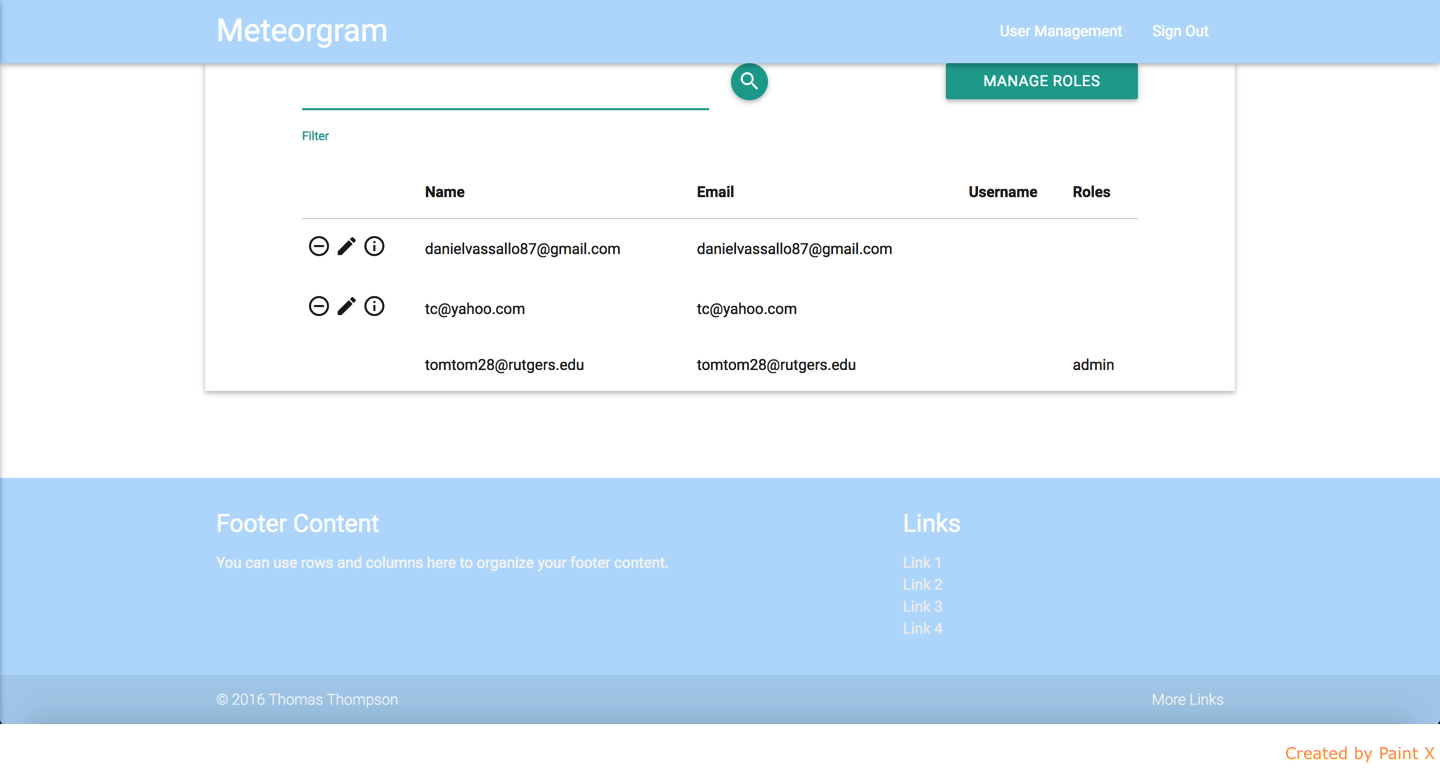 Meteorgram User Management Sign Out
MANAGE ROLES
Filter
Name Email Username Roles
danielvassallo87@gmail.com danielvassallo87@gmail.com
tc@yahoo.com tc@yahoo.com
tomtom28@rutgers.edu tomtom28@rutgers.edu admin
Footer Content Links
You can use rows and columns here to organize your footer content. Link 1
Link 2
Link 3
Link 4
© 2016 Thomas Thompson More Links
Created by Paint X